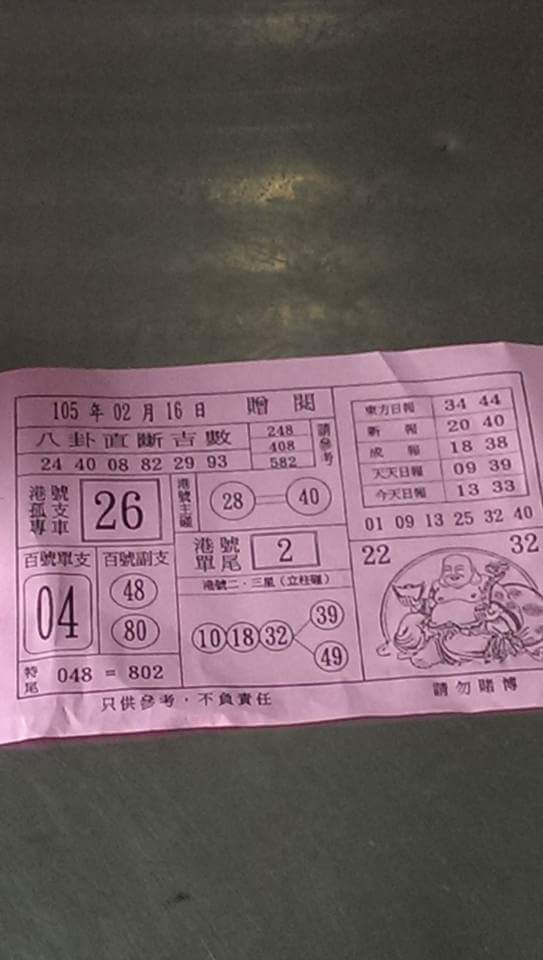 105 年 02 月 16 日 贈閱
八卦直斷吉數
24 40 08 82 29 93
248
408
582
請參考
港號
孤支
專車
26
港號主碰
28 40
港號
單尾
2
百號單支
04
百號副支
48
80
港號二．三星（立柱碰）
10 18 32
39
49
特尾
048 = 802
東方日報 34 44
新報 20 40
成報 18 38
天天日報 09 39
今天日報 13 33
01 09 13 25 32 40
22
32
只供參考，不負責任
請勿賭博